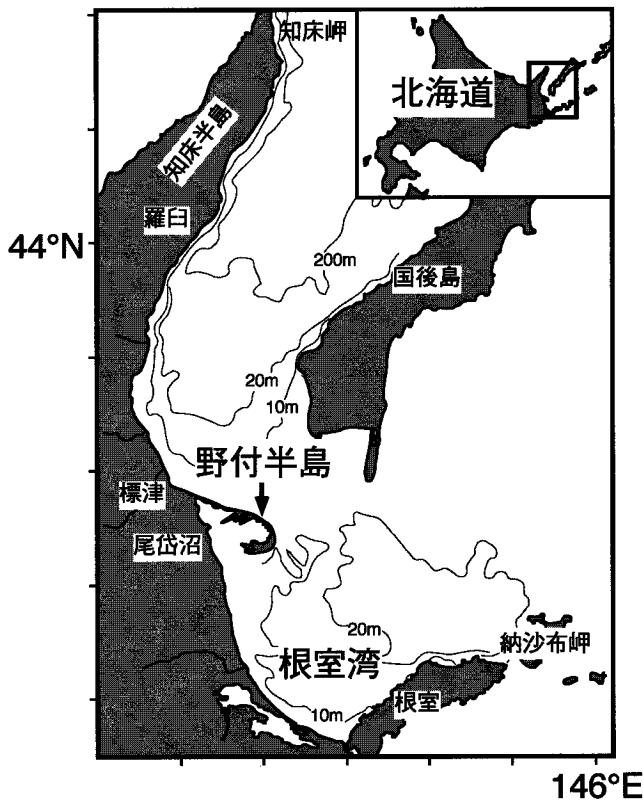 知床岬
北海道
知床半島
羅臼
44°N
200m
国後島
20m
10m
野付半島
標津
尾岱沼
20m
納沙布岬
根室湾
根室
10m
146°E